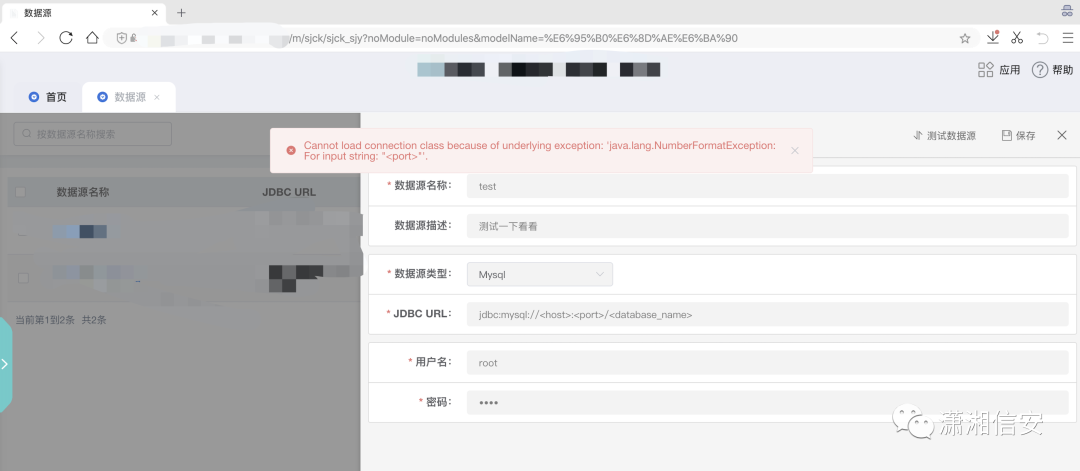 数据源
/m/sjck/sjck_sjy?noModule=noModules&modelName=%E6%95%B0%E6%8D%AE%E6%BA%90
应用 帮助
首页 数据源
按数据源名称搜索
测试数据源 保存
Cannot load connection class because of underlying exception: 'java.lang.NumberFormatException:
For input string: "<port>"'.
数据源名称 JDBC URL
* 数据源名称: test
数据源描述: 测试一下看看
* 数据源类型: Mysql
* JDBC URL: jdbc:mysql://<host>:<port>/<database_name>
当前第1到2条 共2条
* 用户名: root
* 密码: ••••
潇湘信安